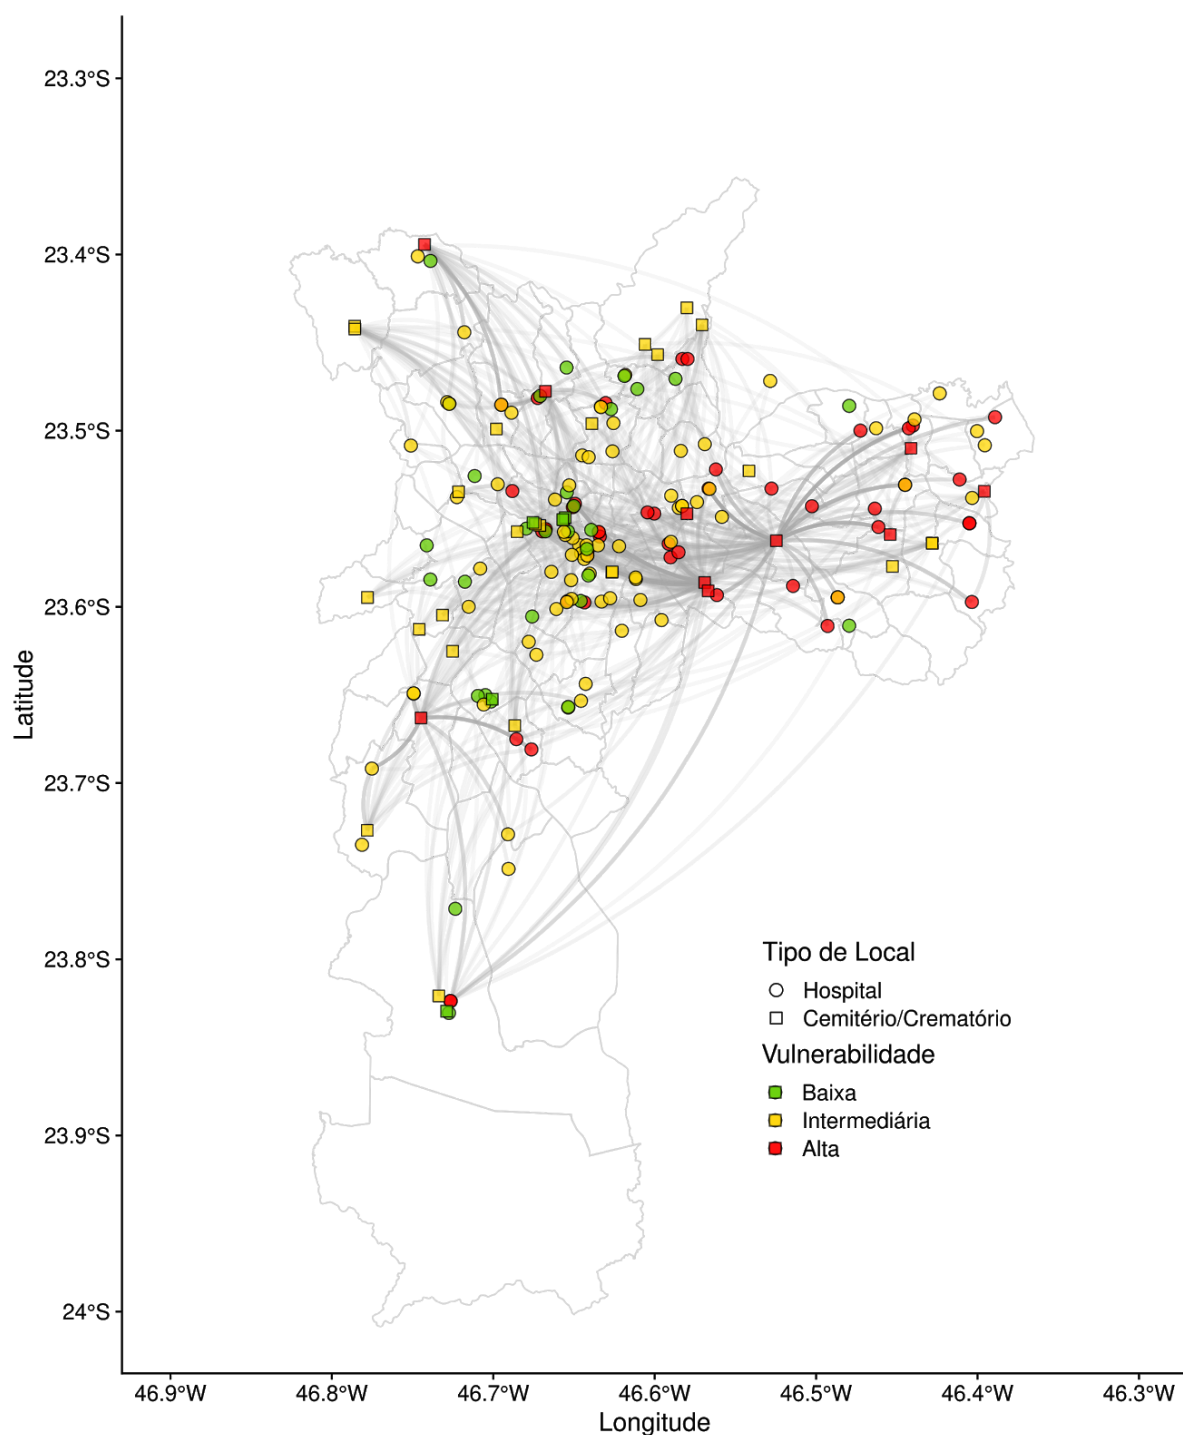 23.3°S
23.4°S
23.5°S
23.6°S
23.7°S
23.8°S
23.9°S
24°S
Latitude
46.9°W 46.8°W 46.7°W 46.6°W 46.5°W 46.4°W 46.3°W
Longitude
Tipo de Local
Hospital
Cemitério/Crematório
Vulnerabilidade
Baixa
Intermediária
Alta